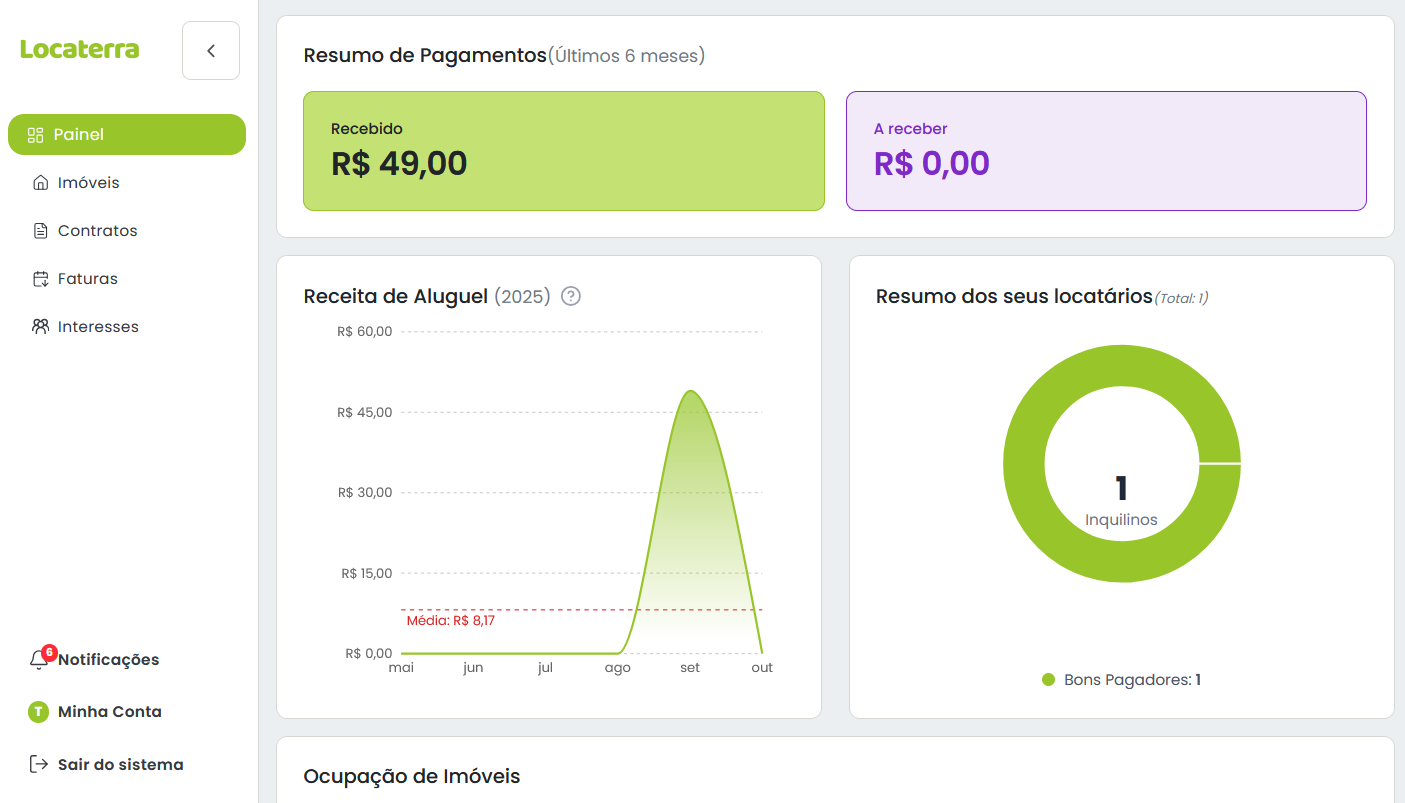 Locaterra
Painel
Imóveis
Contratos
Faturas
Interesses
6
Notificações
T
Minha Conta
Sair do sistema
Resumo de Pagamentos(Últimos 6 meses)
Recebido
R$ 49,00
A receber
R$ 0,00
Receita de Aluguel (2025) ?
R$ 60,00
R$ 45,00
R$ 30,00
R$ 15,00
Média: R$ 8,17
R$ 0,00
mai jun jul ago set out
Resumo dos seus locatários(Total: 1)
1
Inquilinos
Bons Pagadores: 1
Ocupação de Imóveis